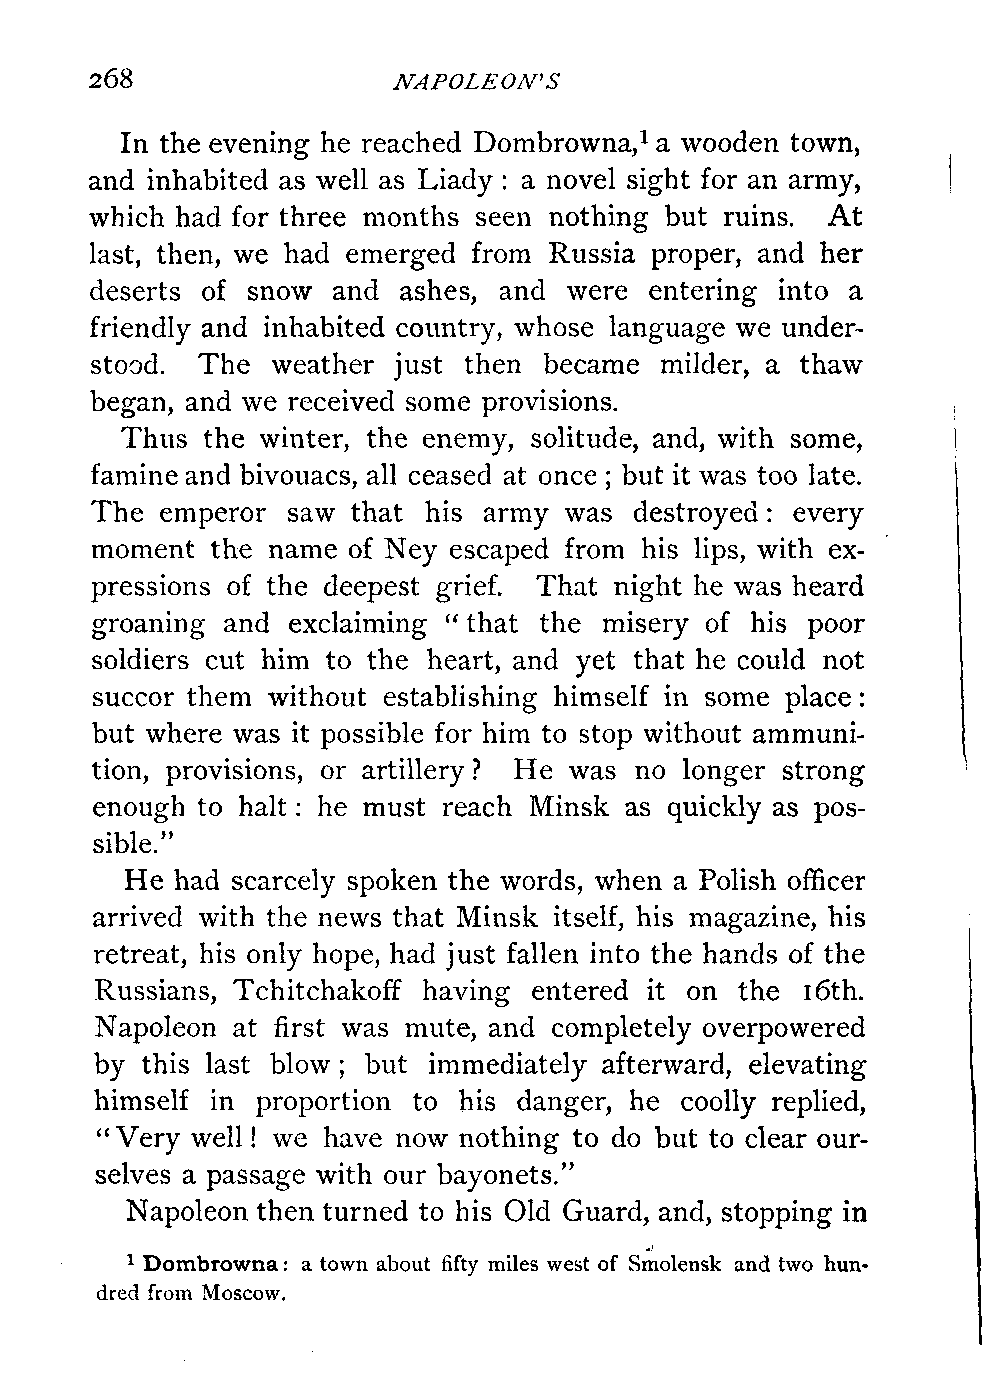 268 NAPOLEON'S
In the evening he reached Dombrowna,¹ a wooden town,
and inhabited as well as Liady : a novel sight for an army,
which had for three months seen nothing but ruins. At
last, then, we had emerged from Russia proper, and her
deserts of snow and ashes, and were entering into a
friendly and inhabited country, whose language we under-
stood. The weather just then became milder, a thaw
began, and we received some provisions.
Thus the winter, the enemy, solitude, and, with some,
famine and bivouacs, all ceased at once ; but it was too late.
The emperor saw that his army was destroyed : every
moment the name of Ney escaped from his lips, with ex-
pressions of the deepest grief. That night he was heard
groaning and exclaiming “ that the misery of his poor
soldiers cut him to the heart, and yet that he could not
succor them without establishing himself in some place :
but where was it possible for him to stop without ammuni-
tion, provisions, or artillery ? He was no longer strong
enough to halt : he must reach Minsk as quickly as pos-
sible.”
He had scarcely spoken the words, when a Polish officer
arrived with the news that Minsk itself, his magazine, his
retreat, his only hope, had just fallen into the hands of the
Russians, Tchitchakoff having entered it on the 16th.
Napoleon at first was mute, and completely overpowered
by this last blow ; but immediately afterward, elevating
himself in proportion to his danger, he coolly replied,
“ Very well ! we have now nothing to do but to clear our-
selves a passage with our bayonets.”
Napoleon then turned to his Old Guard, and, stopping in
¹ Dombrowna : a town about fifty miles west of Smolensk and two hun-
dred from Moscow.